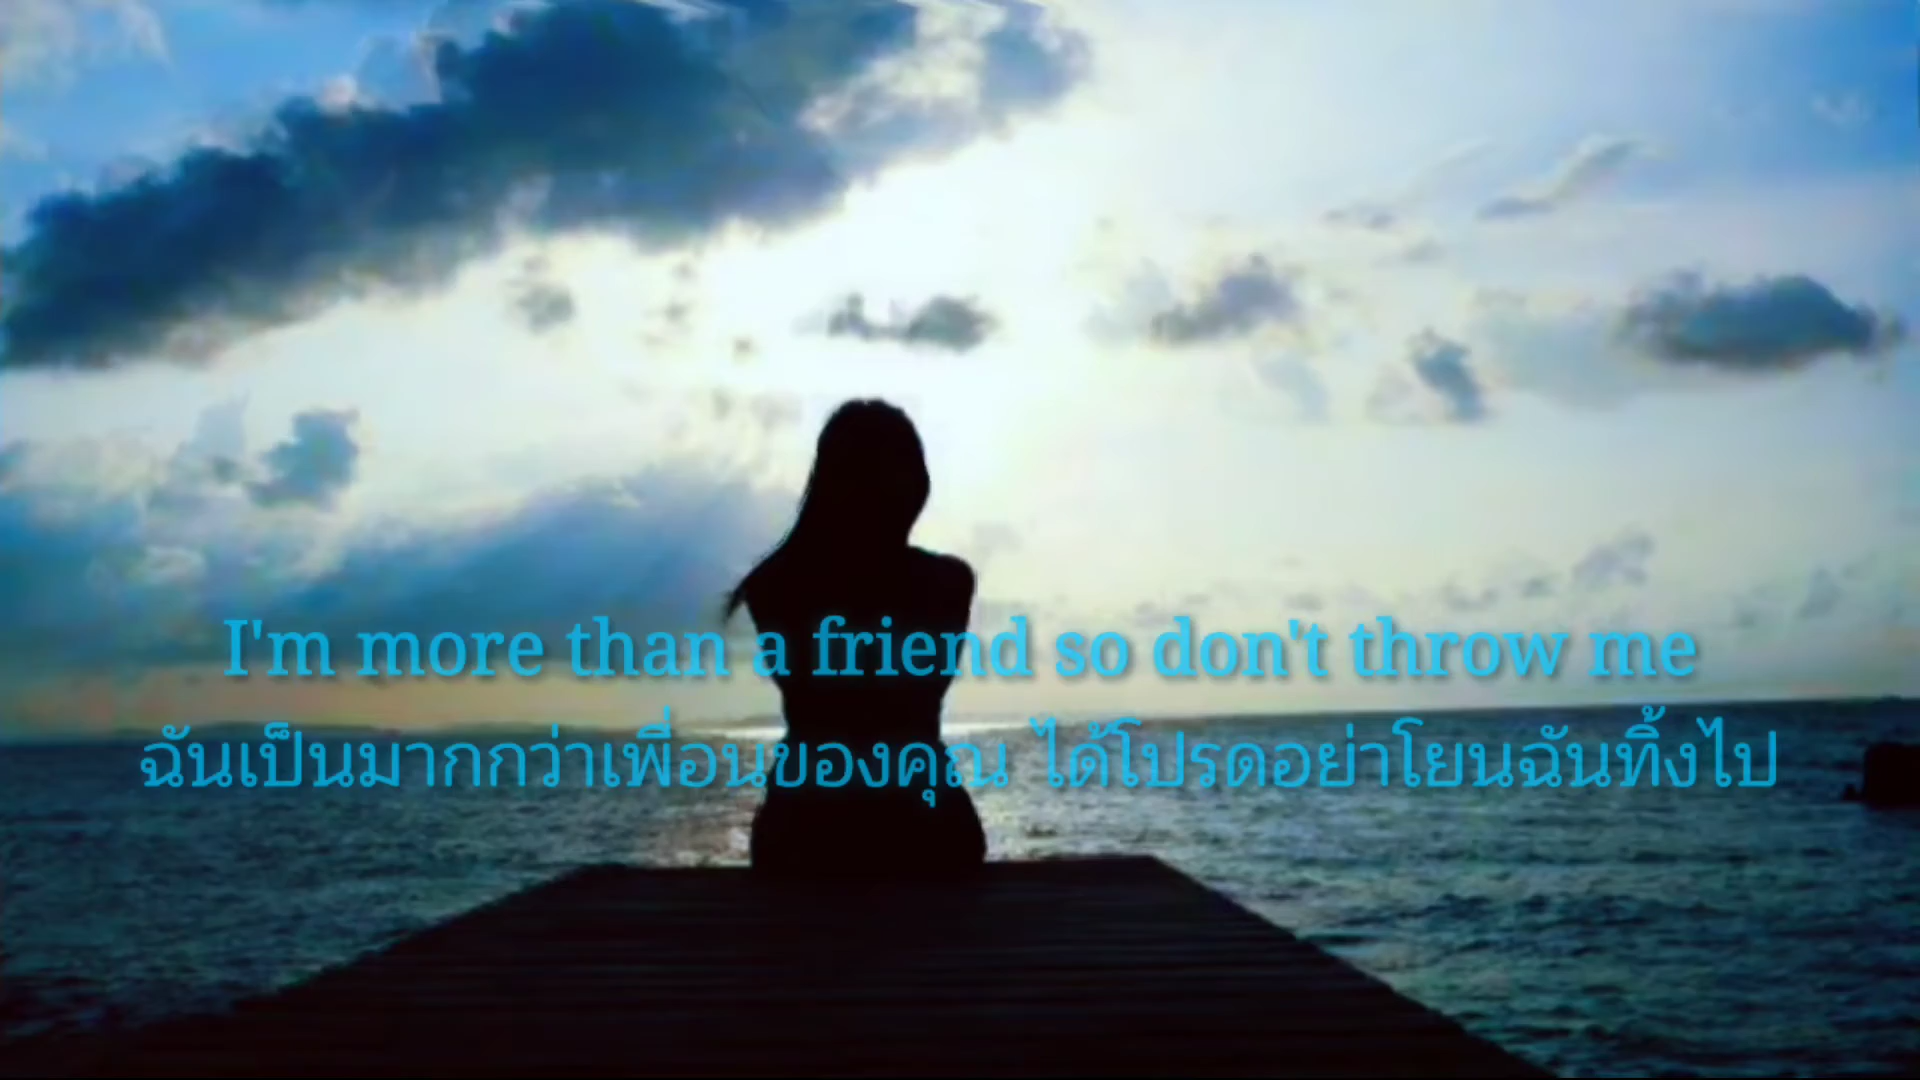 I'm more than a friend so don't throw me
ฉันเป็นมากกว่าเพื่อนของคุณ ได้โปรดอย่าโยนฉันทิ้งไป